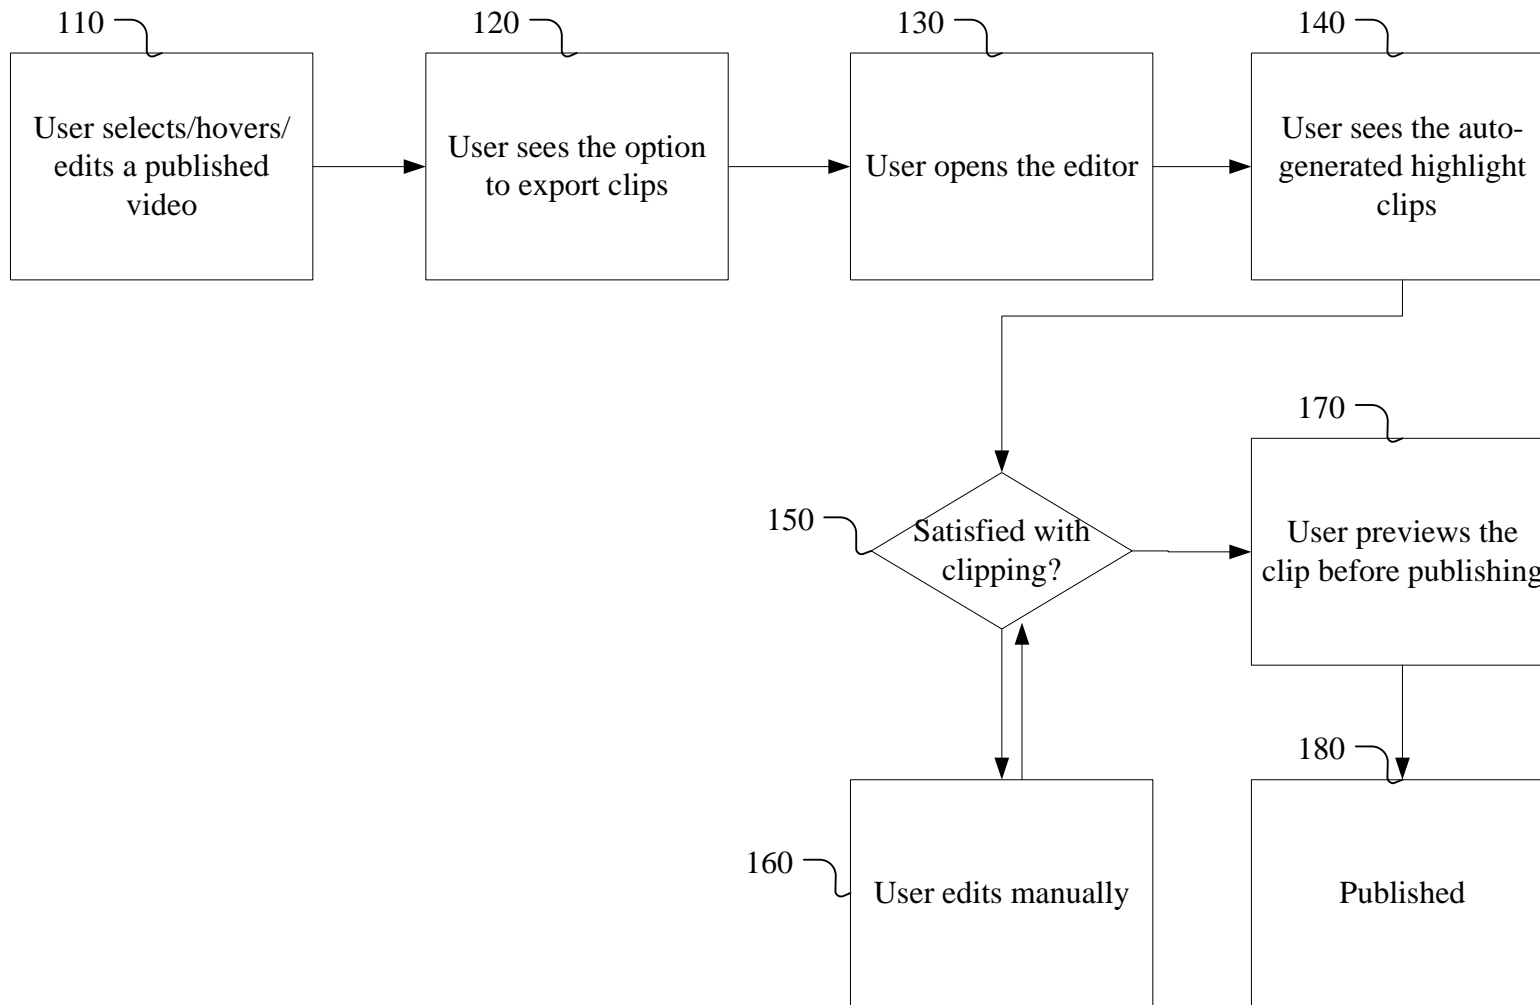 110
User selects/hovers/
edits a published
video
120
User sees the option
to export clips
130
User opens the editor
140
User sees the auto-
generated highlight
clips
150
Satisfied with
clipping?
170
User previews the
clip before publishing
160
User edits manually
180
Published